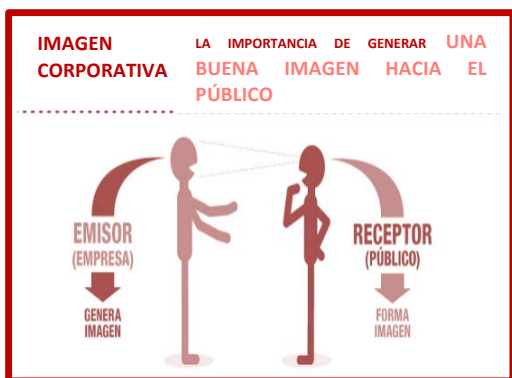 IMAGEN
CORPORATIVA
LA IMPORTANCIA DE GENERAR UNA
BUENA IMAGEN HACIA EL
PÚBLICO
EMISOR
(EMPRESA)
GENERA
IMAGEN
RECEPTOR
(PÚBLICO)
FORMA
IMAGEN